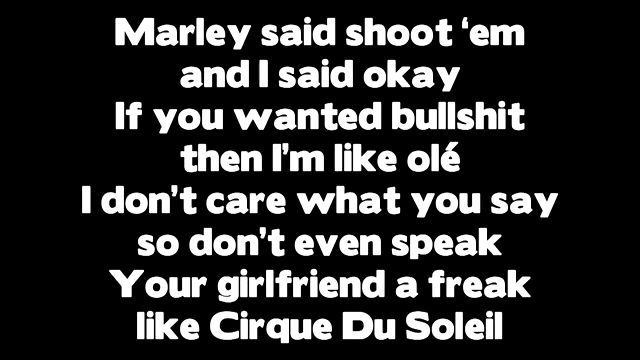 Marley said shoot ‘em
and I said okay
If you wanted bullshit
then I’m like olé
I don’t care what you say
so don’t even speak
Your girlfriend a freak
like Cirque Du Soleil